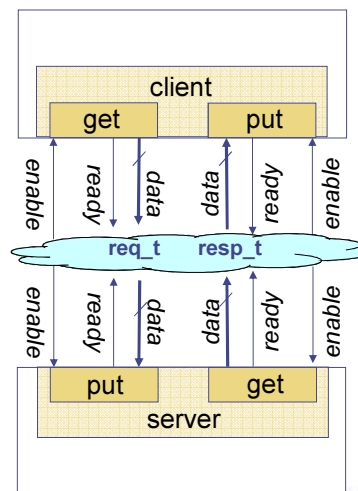 client
get put
enable ready data data ready enable
req_t resp_t
enable ready data data ready enable
put get
server